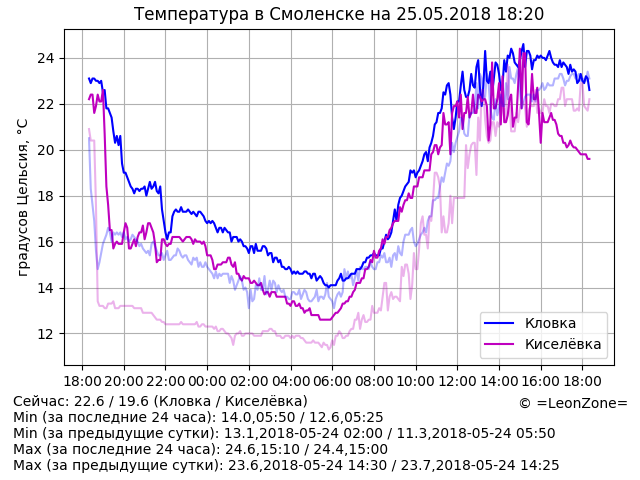 Температура в Смоленске на 25.05.2018 18:20
градусов Цельсия, °C
24
22
20
18
16
14
12
18:00 20:00 22:00 00:00 02:00 04:00 06:00 08:00 10:00 12:00 14:00 16:00 18:00
Кловка
Киселёвка
Сейчас: 22.6 / 19.6 (Кловка / Киселёвка)
© =LeonZone=
Min (за последние 24 часа): 14.0,05:50 / 12.6,05:25
Min (за предыдущие сутки): 13.1,2018-05-24 02:00 / 11.3,2018-05-24 05:50
Max (за последние 24 часа): 24.6,15:10 / 24.4,15:00
Max (за предыдущие сутки): 23.6,2018-05-24 14:30 / 23.7,2018-05-24 14:25